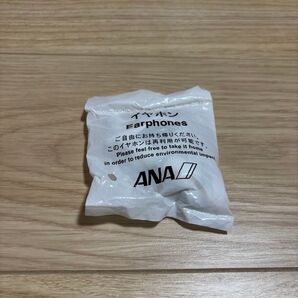 イヤホン
Earphones
ご自由にお持ち帰りください。
このイヤホンは再利用が可能です。
Please feel free to take it home
in order to reduce environmental impact.
ANA